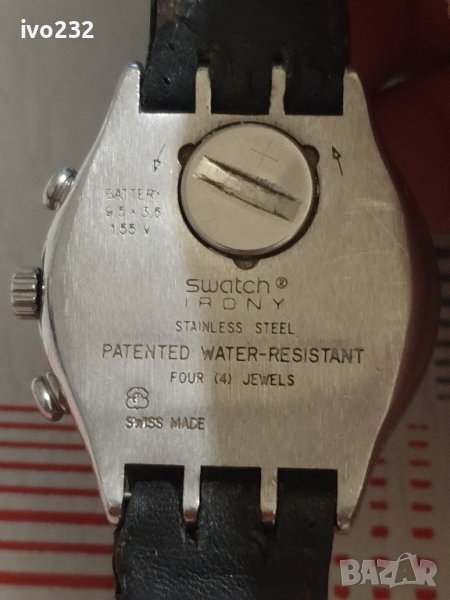 ivo232
BATTERY
9.5 x 3.6
1.55 V
+
swatch®
IRONY
STAINLESS STEEL
PATENTED WATER-RESISTANT
FOUR (4) JEWELS
SWISS MADE
BAZAR